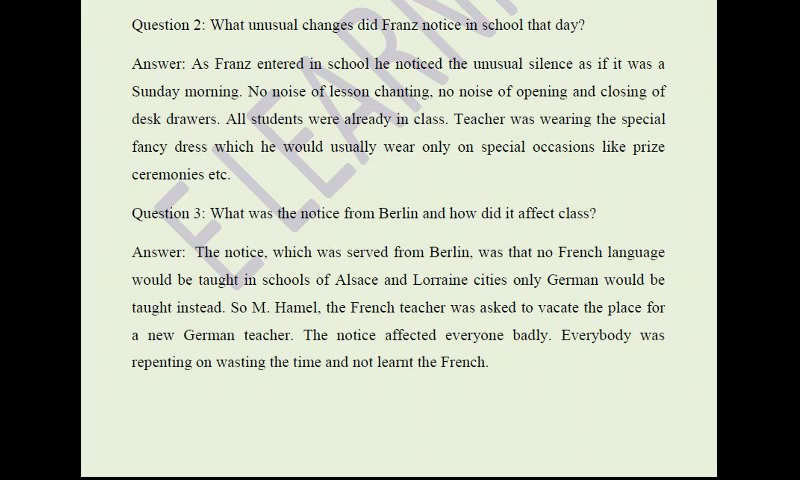 Question 2: What unusual changes did Franz notice in school that day?
Answer: As Franz entered in school he noticed the unusual silence as if it was a
Sunday morning. No noise of lesson chanting, no noise of opening and closing of
desk drawers. All students were already in class. Teacher was wearing the special
fancy dress which he would usually wear only on special occasions like prize
ceremonies etc.
Question 3: What was the notice from Berlin and how did it affect class?
Answer: The notice, which was served from Berlin, was that no French language
would be taught in schools of Alsace and Lorraine cities only German would be
taught instead. So M. Hamel, the French teacher was asked to vacate the place for
a new German teacher. The notice affected everyone badly. Everybody was
repenting on wasting the time and not learnt the French.
E LEARN